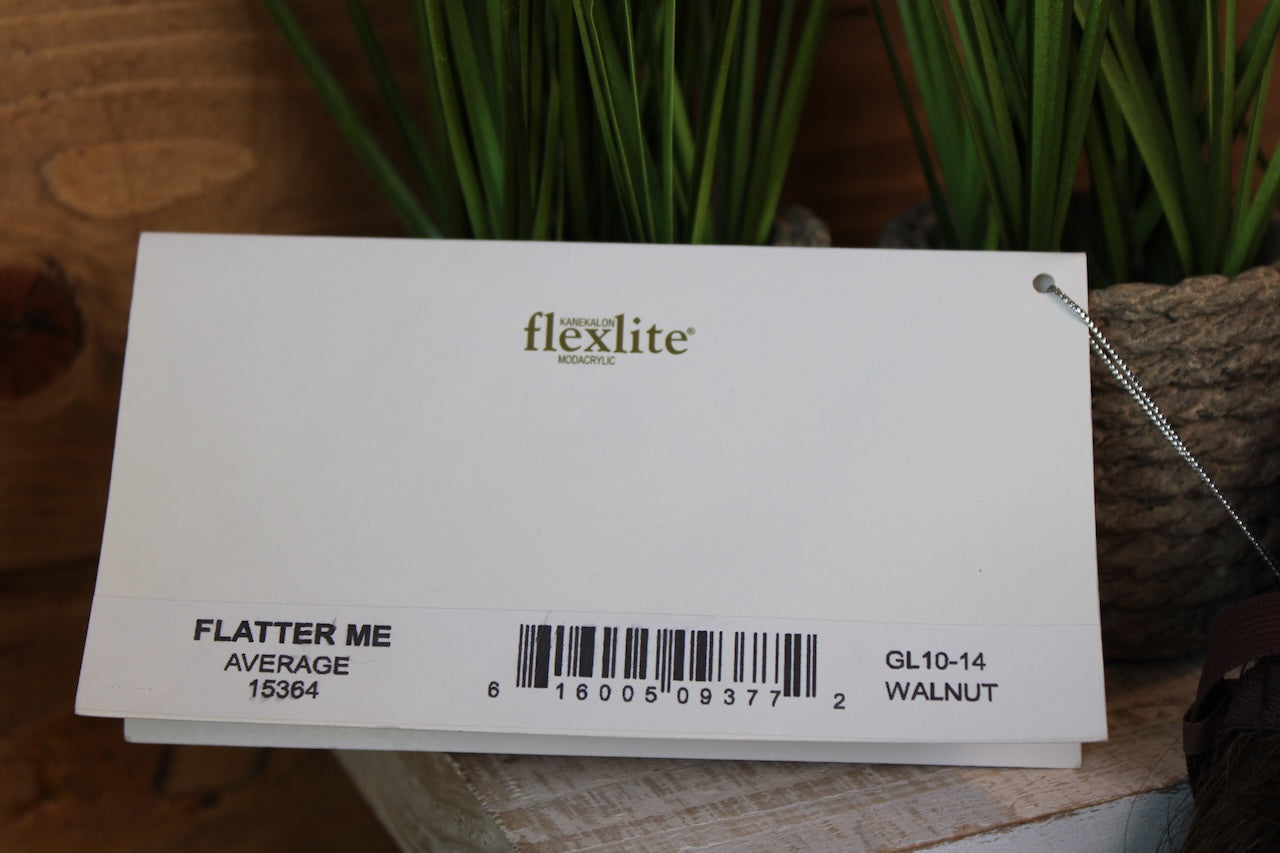 KANEKALON
flexlite®
MODACRYLIC
FLATTER ME
AVERAGE
15364
6 16005 09377 2
GL10-14
WALNUT